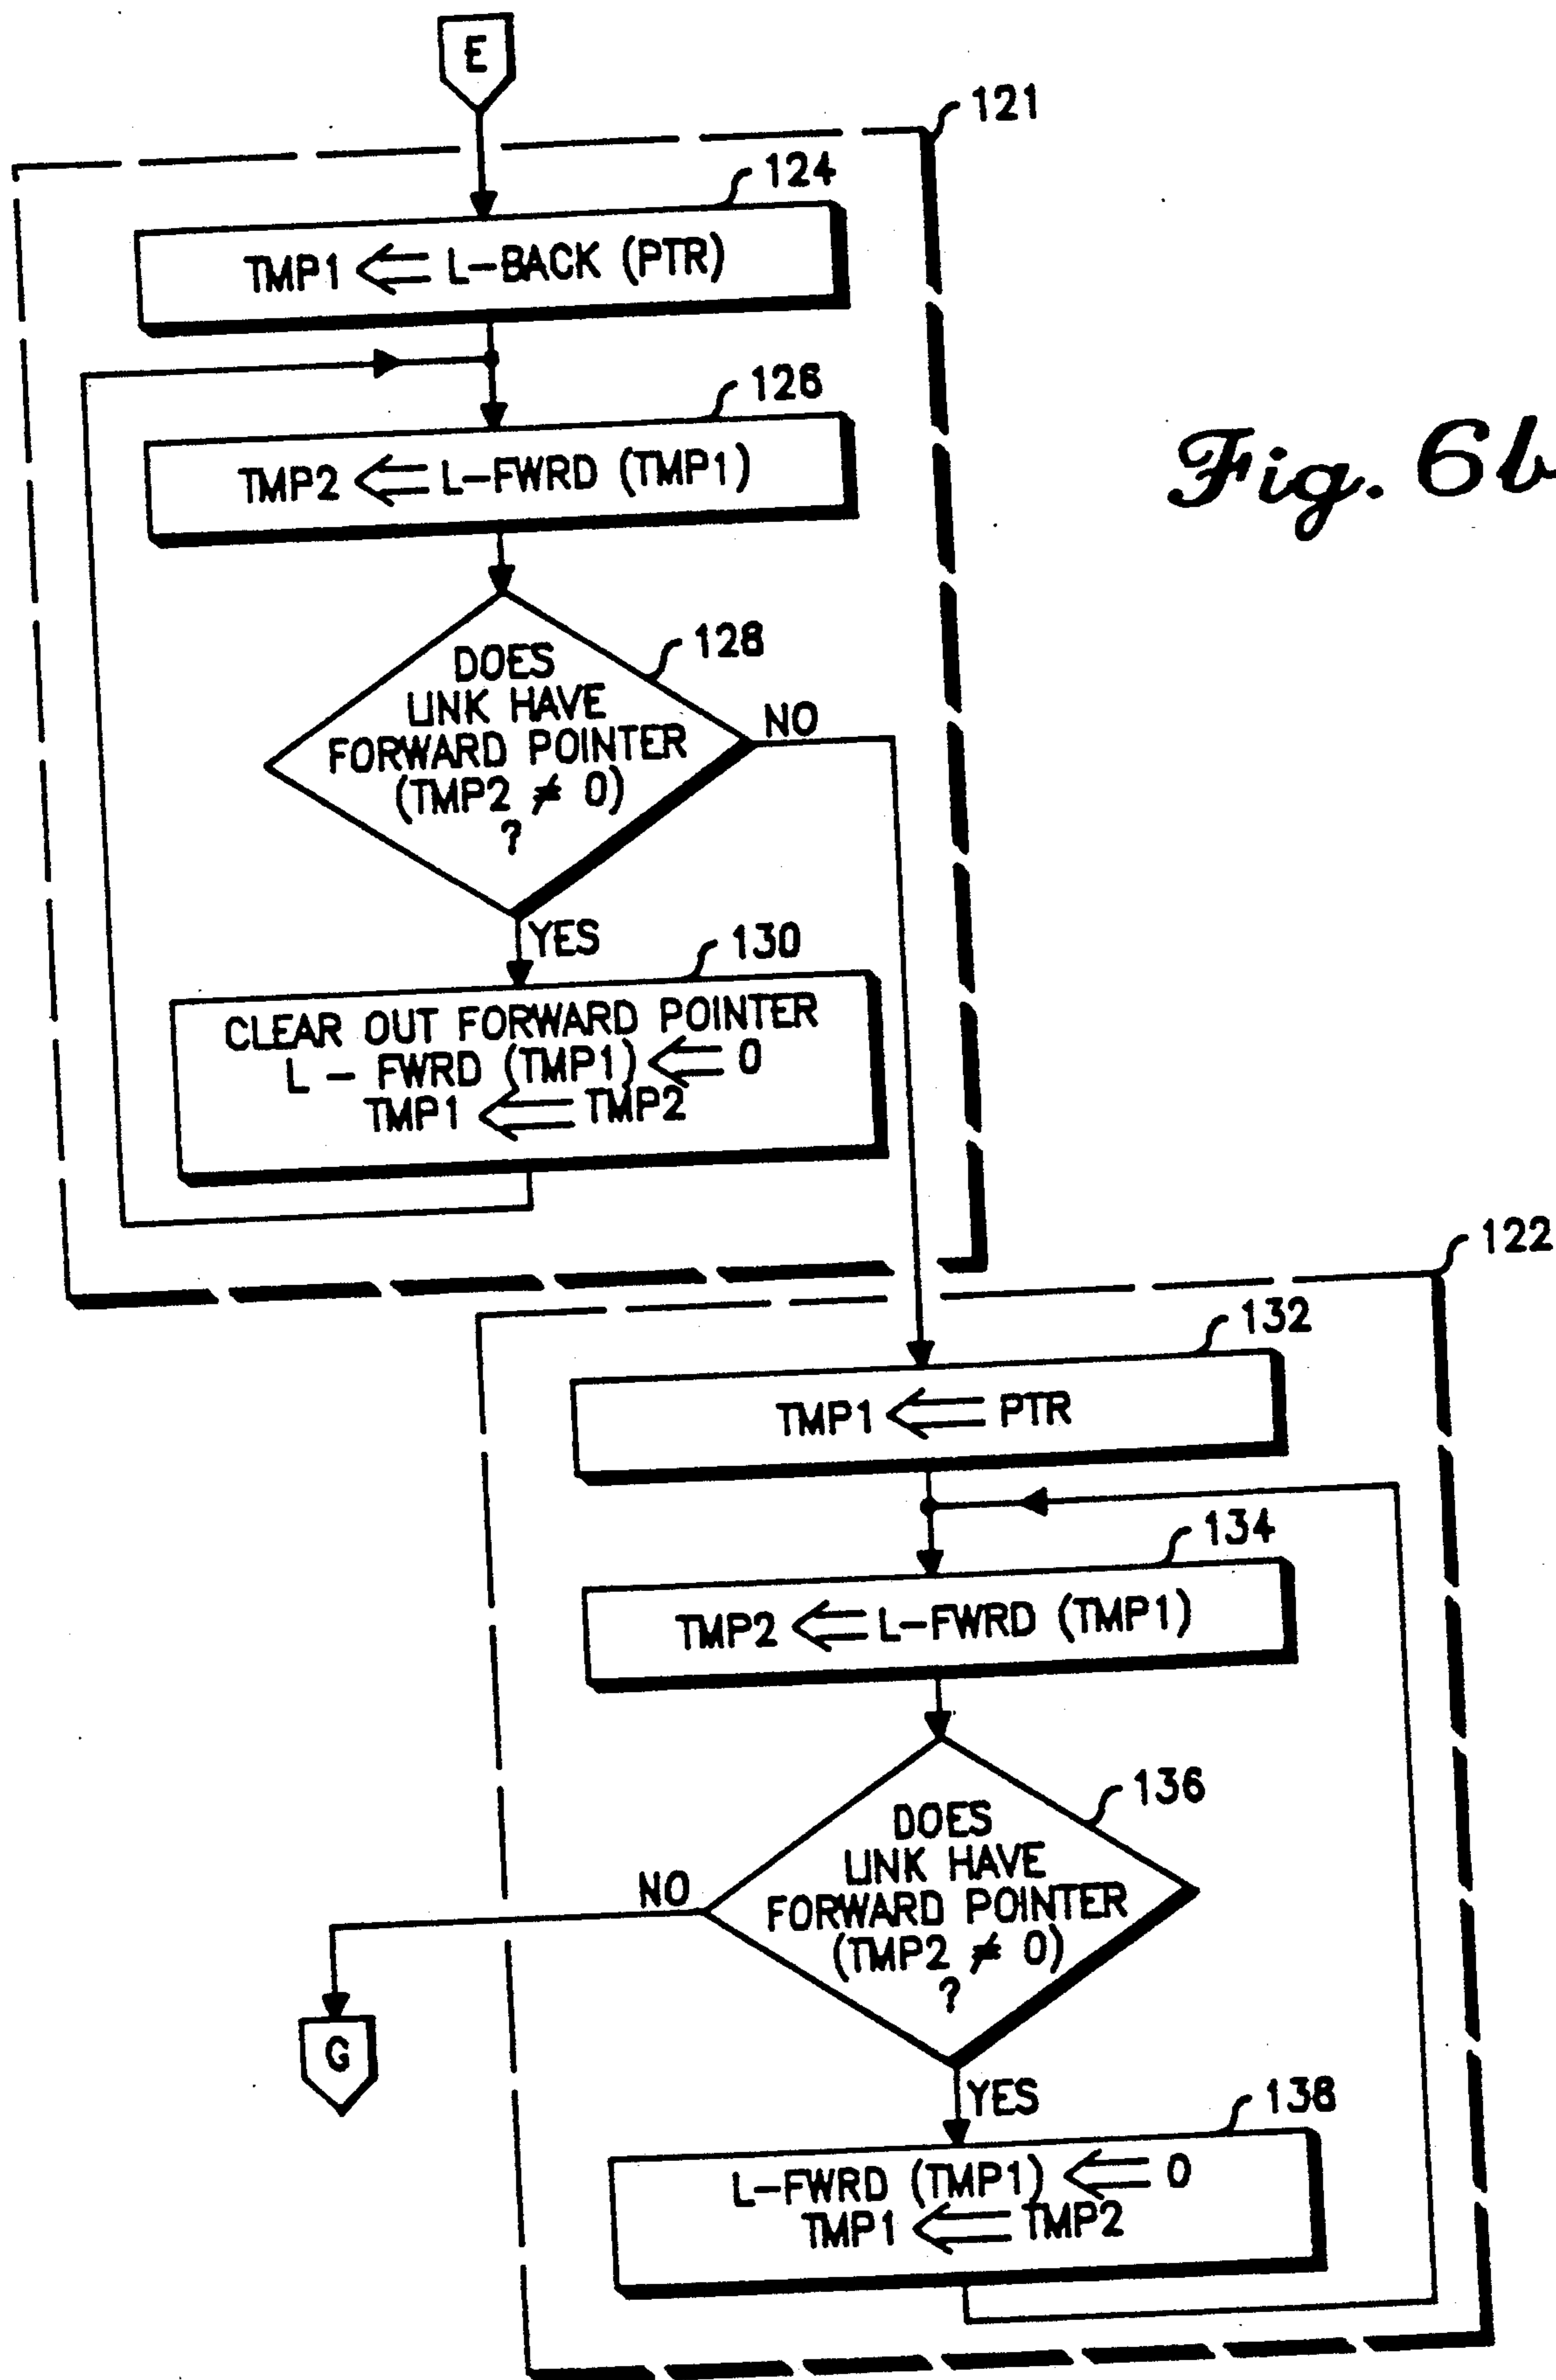 E
121
124
TMP1 ⇐ L-BACK (PTR)
126
TMP2 ⇐ L-FWRD (TMP1)
Fig. 6b
128
DOES
LINK HAVE
FORWARD POINTER
(TMP2 ≠ 0)
?
NO
YES
130
CLEAR OUT FORWARD POINTER
L - FWRD (TMP1) ⇐ 0
TMP1 ⇐ TMP2
122
132
TMP1 ⇐ PTR
134
TMP2 ⇐ L-FWRD (TMP1)
136
DOES
LINK HAVE
FORWARD POINTER
(TMP2 ≠ 0)
?
NO
G
YES
138
L-FWRD (TMP1) ⇐ 0
TMP1 ⇐ TMP2